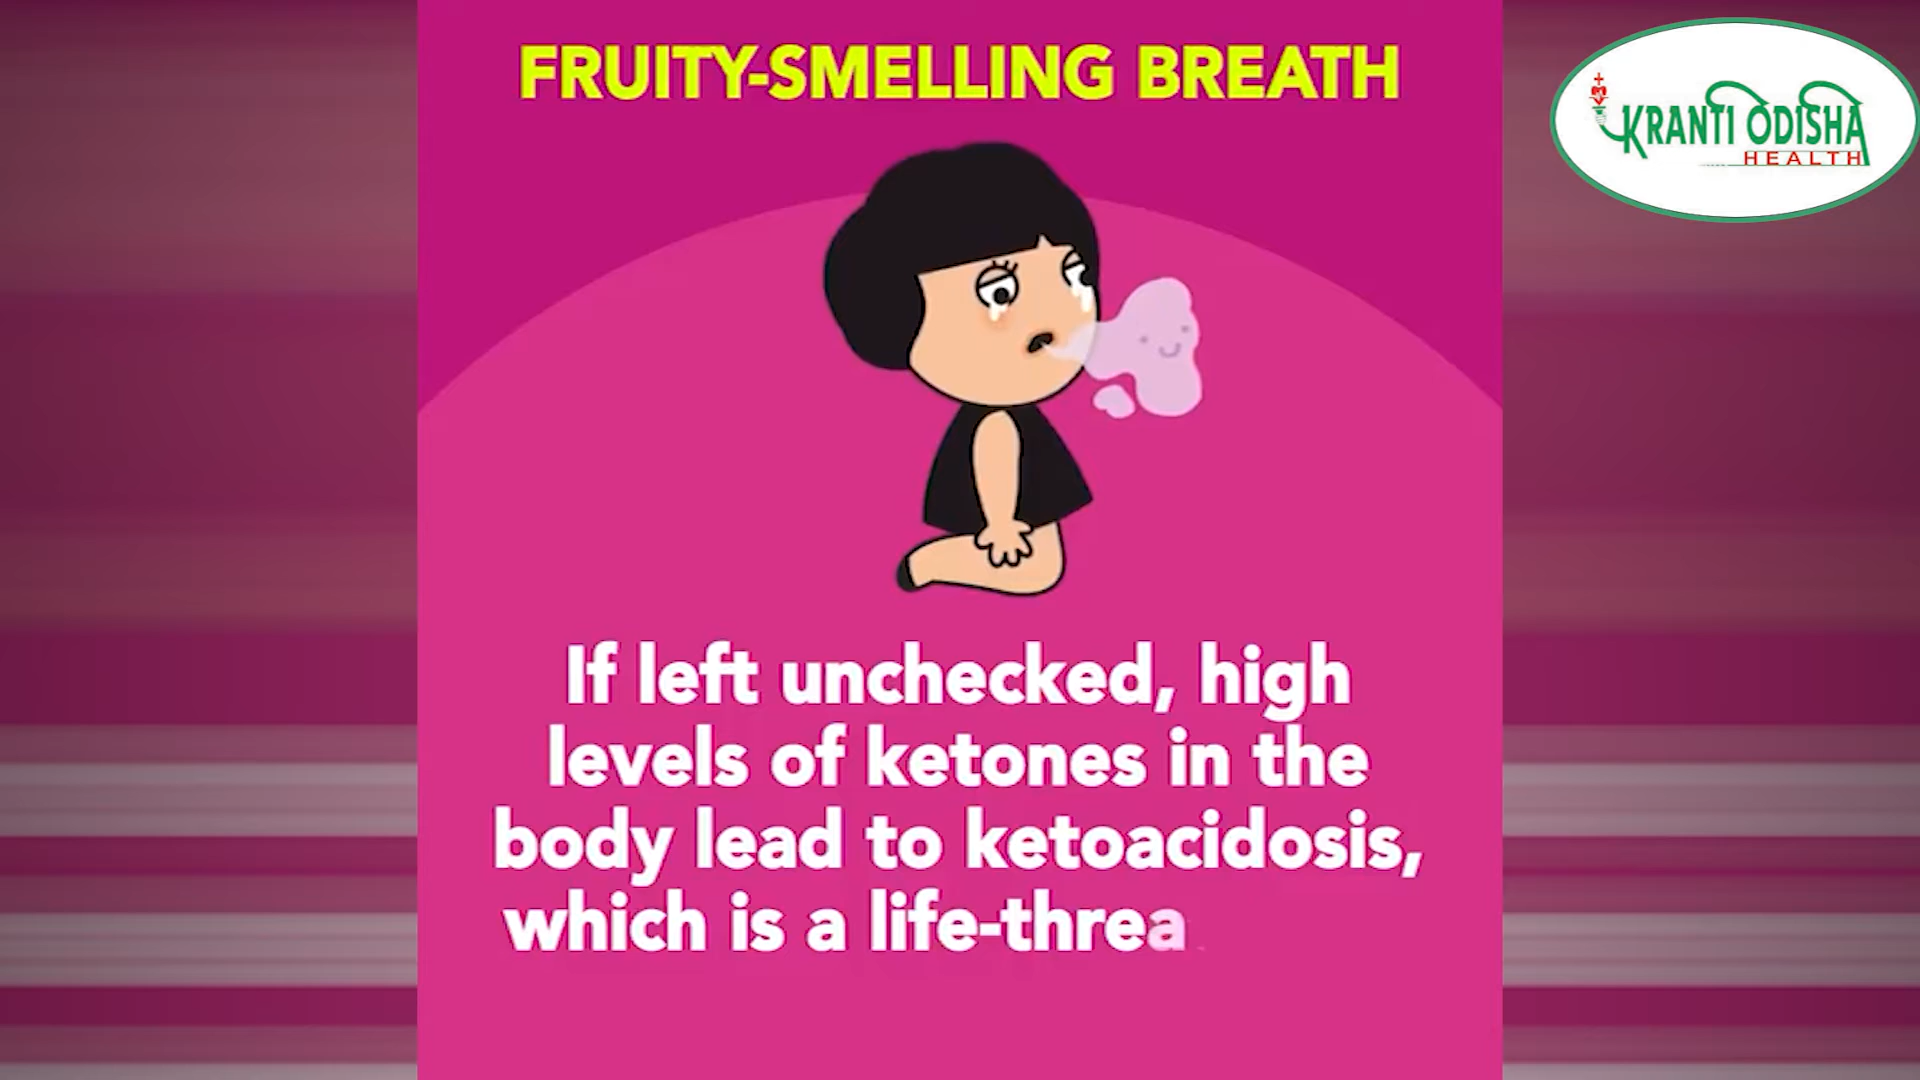 FRUITY-SMELLING BREATH
KRANTI ODISHA
HEALTH
If left unchecked, high
levels of ketones in the
body lead to ketoacidosis,
which is a life-threa